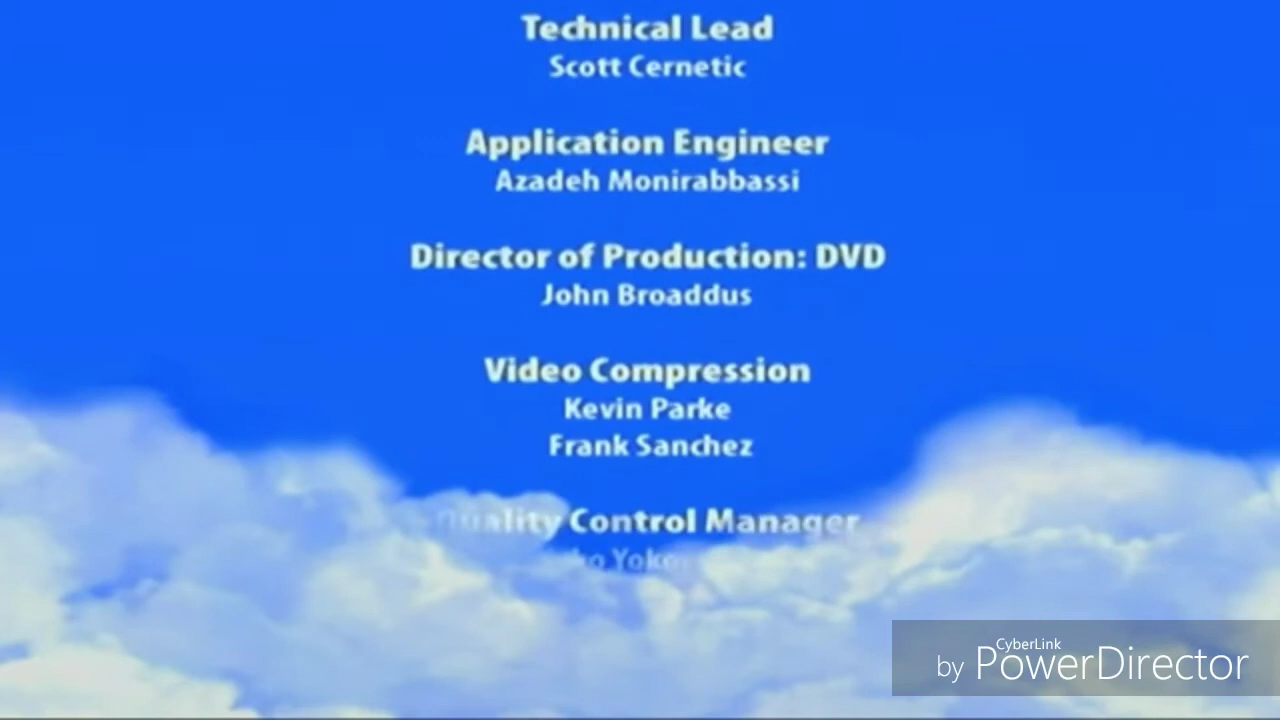 Technical Lead
Scott Cernetic
Application Engineer
Azadeh Monirabbassi
Director of Production: DVD
John Broaddus
Video Compression
Kevin Parke
Frank Sanchez
Quality Control Manager
CyberLink
by PowerDirector